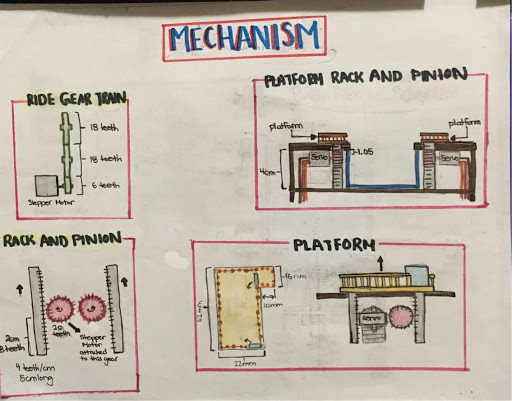 MECHANISM
RIDE GEAR TRAIN
18 teeth
18 teeth
6 teeth
Stepper Motor
PLATFORM RACK AND PINION
platform
platform
servo
servo
1.05
4cm
RACK AND PINION
20
teeth
Stepper
Motor
attached
to this gear
2cm
8 teeth
4 teeth/cm
5cm long
PLATFORM
16mm
10mm
62mm
22mm
servo